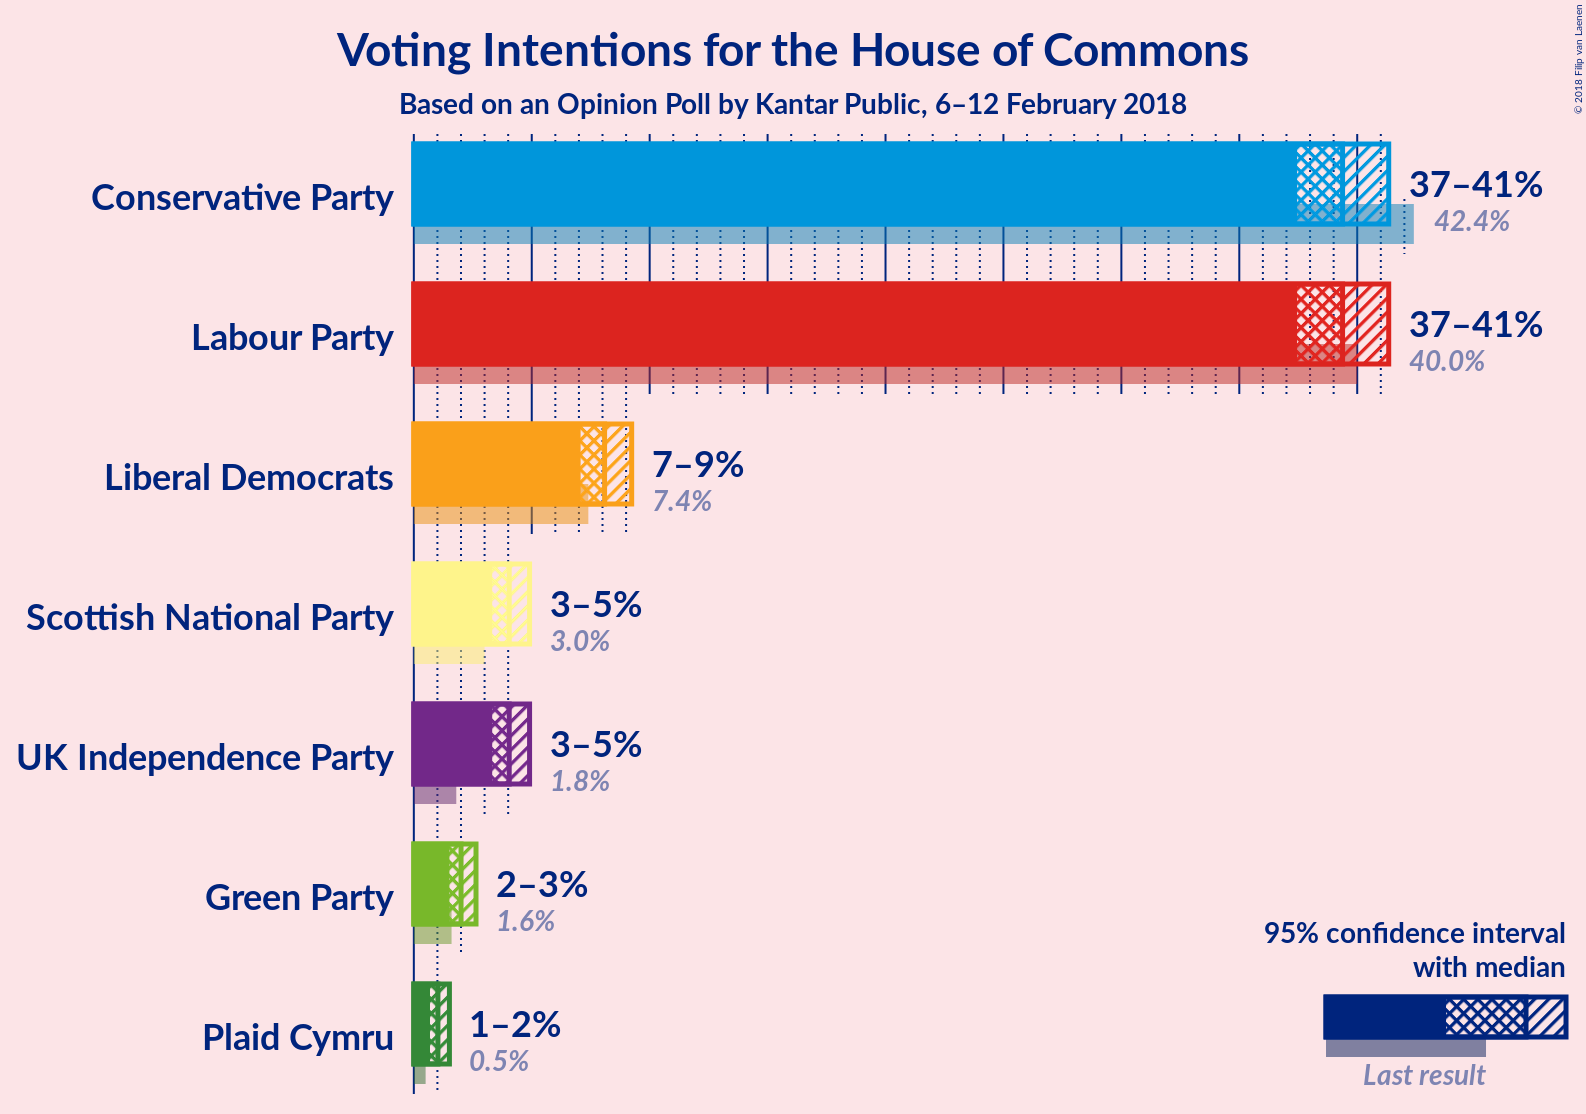 Voting Intentions for the House of Commons
Based on an Opinion Poll by Kantar Public, 6–12 February 2018
© 2018 Filip van Laenen
Conservative Party
37–41%
42.4%
Labour Party
37–41%
40.0%
Liberal Democrats
7–9%
7.4%
Scottish National Party
3–5%
3.0%
UK Independence Party
3–5%
1.8%
Green Party
2–3%
1.6%
Plaid Cymru
1–2%
0.5%
95% confidence interval
with median
Last result